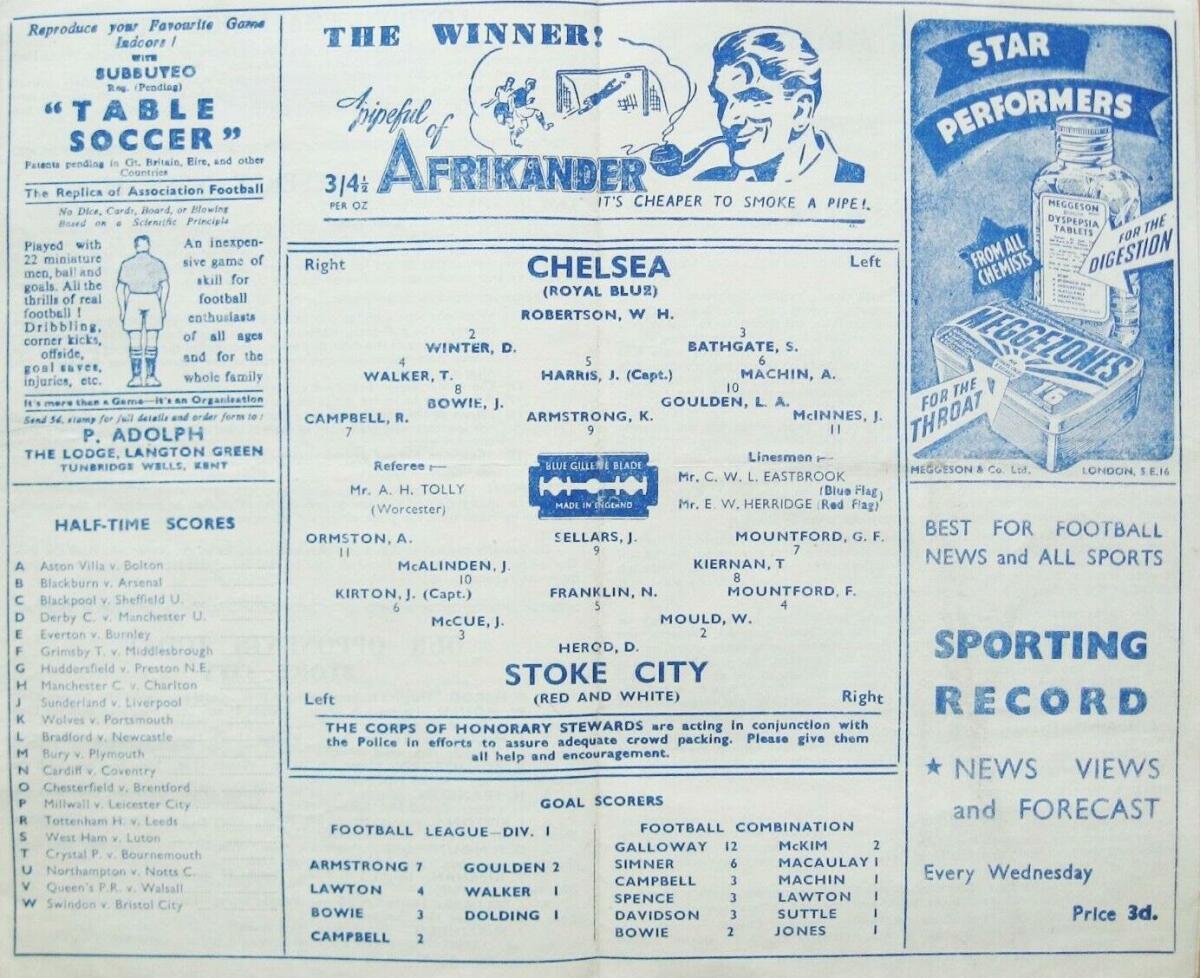 Reproduce your Favourite Game
Indoors!
WITH
SUBBUTEO
Reg. (Pending)
"TABLE
SOCCER"
Patents pending in Gt. Britain, Eire, and other
Countries
The Replica of Association Football
No Dice, Cards, Board, or Blowing
Based on a Scientific Principle
Played with
22 miniature
men, ball and
goals. All the
thrills of real
football!
Dribbling,
corner kicks,
offside,
goal saves,
injuries, etc.
An inexpen-
sive game of
skill for
football
enthusiasts
of all ages
and for the
whole family
It's more than a Game—It's an Organisation
Send 5d. stamp for full details and order form to:
P. ADOLPH
THE LODGE, LANGTON GREEN
TUNBRIDGE WELLS, KENT
HALF-TIME SCORES
A Aston Villa v. Bolton
B Blackburn v. Arsenal
C Blackpool v. Sheffield U.
D Derby C. v. Manchester U.
E Everton v. Burnley
F Grimsby T. v. Middlesbrough
G Huddersfield v. Preston N.E.
H Manchester C. v. Charlton
J Sunderland v. Liverpool
K Wolves v. Portsmouth
L Bradford v. Newcastle
M Bury v. Plymouth
N Cardiff v. Coventry
O Chesterfield v. Brentford
P Millwall v. Leicester City
R Tottenham H. v. Leeds
S West Ham v. Luton
T Crystal P. v. Bournemouth
U Northampton v. Notts C.
V Queen's P.R. v. Walsall
W Swindon v. Bristol City
THE WINNER!
A pipeful
of
AFRIKANDER
3/4½
PER OZ
IT'S CHEAPER TO SMOKE A PIPE!
Right CHELSEA Left
(ROYAL BLUE)
ROBERTSON, W H.
2 3
WINTER, D. BATHGATE, S.
4 5 6
WALKER, T. HARRIS, J. (Capt.) MACHIN, A.
8 10
BOWIE, J. GOULDEN, L. A.
CAMPBELL, R. ARMSTRONG, K. McINNES, J.
7 9 11
Referee :—
Mr. A. H. TOLLY
(Worcester)
BLUE GILLETTE BLADE
MADE IN ENGLAND
Linesmen :—
Mr. C. W. L. EASTBROOK
(Blue Flag)
Mr. E. W. HERRIDGE (Red Flag)
ORMSTON, A. SELLARS, J. MOUNTFORD, G. F.
11 9 7
McALINDEN, J. KIERNAN, T
10 8
KIRTON, J. (Capt.) FRANKLIN, N. MOUNTFORD, F.
6 5 4
McCUE, J. MOULD, W.
3 2
HEROD, D.
STOKE CITY
Left (RED AND WHITE) Right
THE CORPS OF HONORARY STEWARDS are acting in conjunction with
the Police in efforts to assure adequate crowd packing. Please give them
all help and encouragement.
GOAL SCORERS
FOOTBALL LEAGUE—DIV. 1
ARMSTRONG 7 GOULDEN 2
LAWTON 4 WALKER 1
BOWIE 3 DOLDING 1
CAMPBELL 2
FOOTBALL COMBINATION
GALLOWAY 12 McKIM 2
SIMNER 6 MACAULAY 1
CAMPBELL 3 MACHIN 1
SPENCE 3 LAWTON 1
DAVIDSON 3 SUTTLE 1
BOWIE 2 JONES 1
STAR
PERFORMERS
MEGGESON
DYSPEPSIA
TABLETS
FOR THE
DIGESTION
FROM ALL
CHEMISTS
MEGGEZONES
16
FOR THE
THROAT
MEGGESON & Co. Ltd. LONDON, S.E.16
BEST FOR FOOTBALL
NEWS and ALL SPORTS
SPORTING
RECORD
★ NEWS VIEWS
and FORECAST
Every Wednesday
Price 3d.